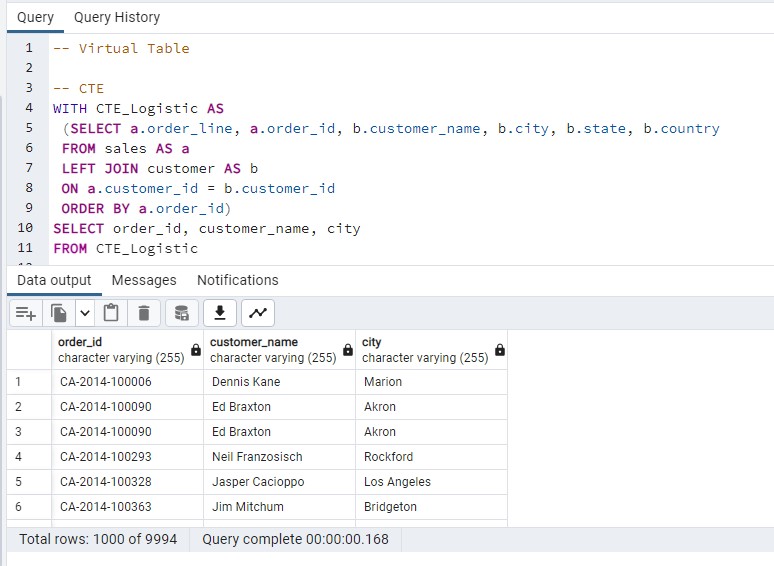 Query Query History
1 -- Virtual Table
2
3 -- CTE
4 WITH CTE_Logistic AS
5 (SELECT a.order_line, a.order_id, b.customer_name, b.city, b.state, b.country
6 FROM sales AS a
7 LEFT JOIN customer AS b
8 ON a.customer_id = b.customer_id
9 ORDER BY a.order_id)
10 SELECT order_id, customer_name, city
11 FROM CTE_Logistic
Data output Messages Notifications
order_id customer_name city
character varying (255) character varying (255) character varying (255)
1 CA-2014-100006 Dennis Kane Marion
2 CA-2014-100090 Ed Braxton Akron
3 CA-2014-100090 Ed Braxton Akron
4 CA-2014-100293 Neil Franzosisch Rockford
5 CA-2014-100328 Jasper Cacioppo Los Angeles
6 CA-2014-100363 Jim Mitchum Bridgeton
Total rows: 1000 of 9994 Query complete 00:00:00.168